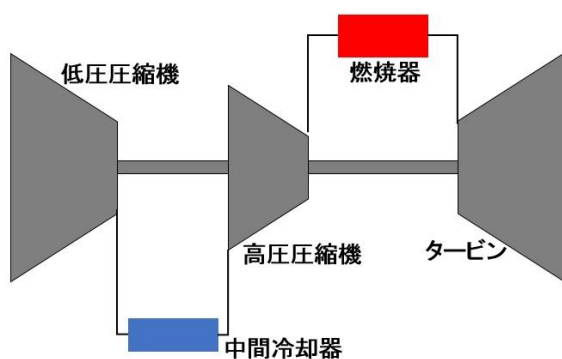 低圧圧縮機
燃焼器
高圧圧縮機
タービン
中間冷却器